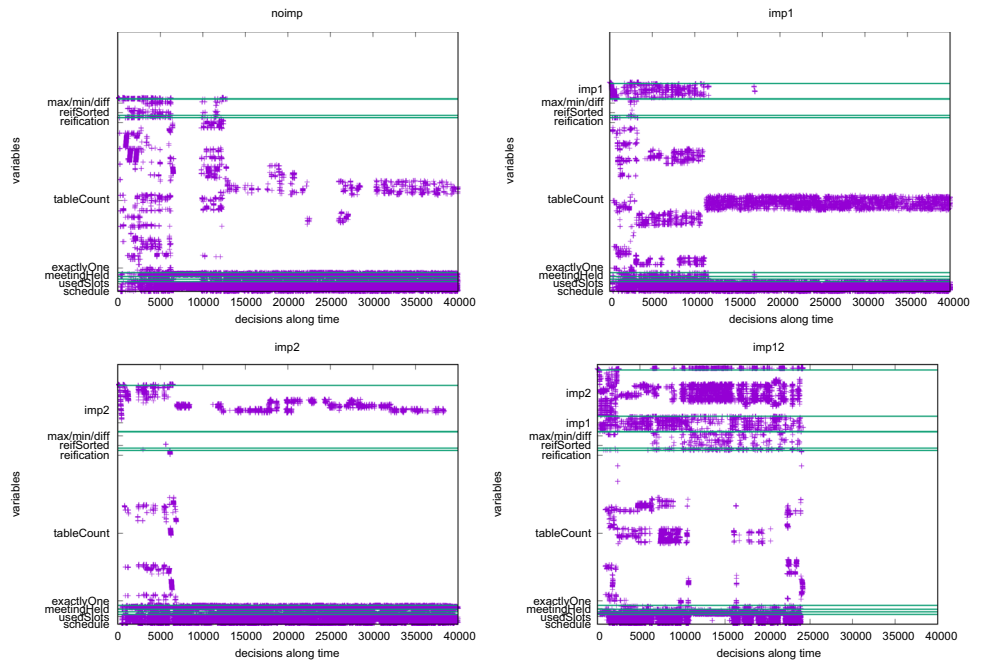 noimp
max/min/diff
reifSorted
reification
tableCount
exactlyOne
meetingHeld
usedSlots
schedule
variables
0 5000 10000 15000 20000 25000 30000 35000 40000
decisions along time
imp1
imp1
max/min/diff
reifSorted
reification
tableCount
exactlyOne
meetingHeld
usedSlots
schedule
variables
0 5000 10000 15000 20000 25000 30000 35000 40000
decisions along time
imp2
imp2
max/min/diff
reifSorted
reification
tableCount
exactlyOne
meetingHeld
usedSlots
schedule
variables
0 5000 10000 15000 20000 25000 30000 35000 40000
decisions along time
imp12
imp2
imp1
max/min/diff
reifSorted
reification
tableCount
exactlyOne
meetingHeld
usedSlots
schedule
variables
0 5000 10000 15000 20000 25000 30000 35000 40000
decisions along time